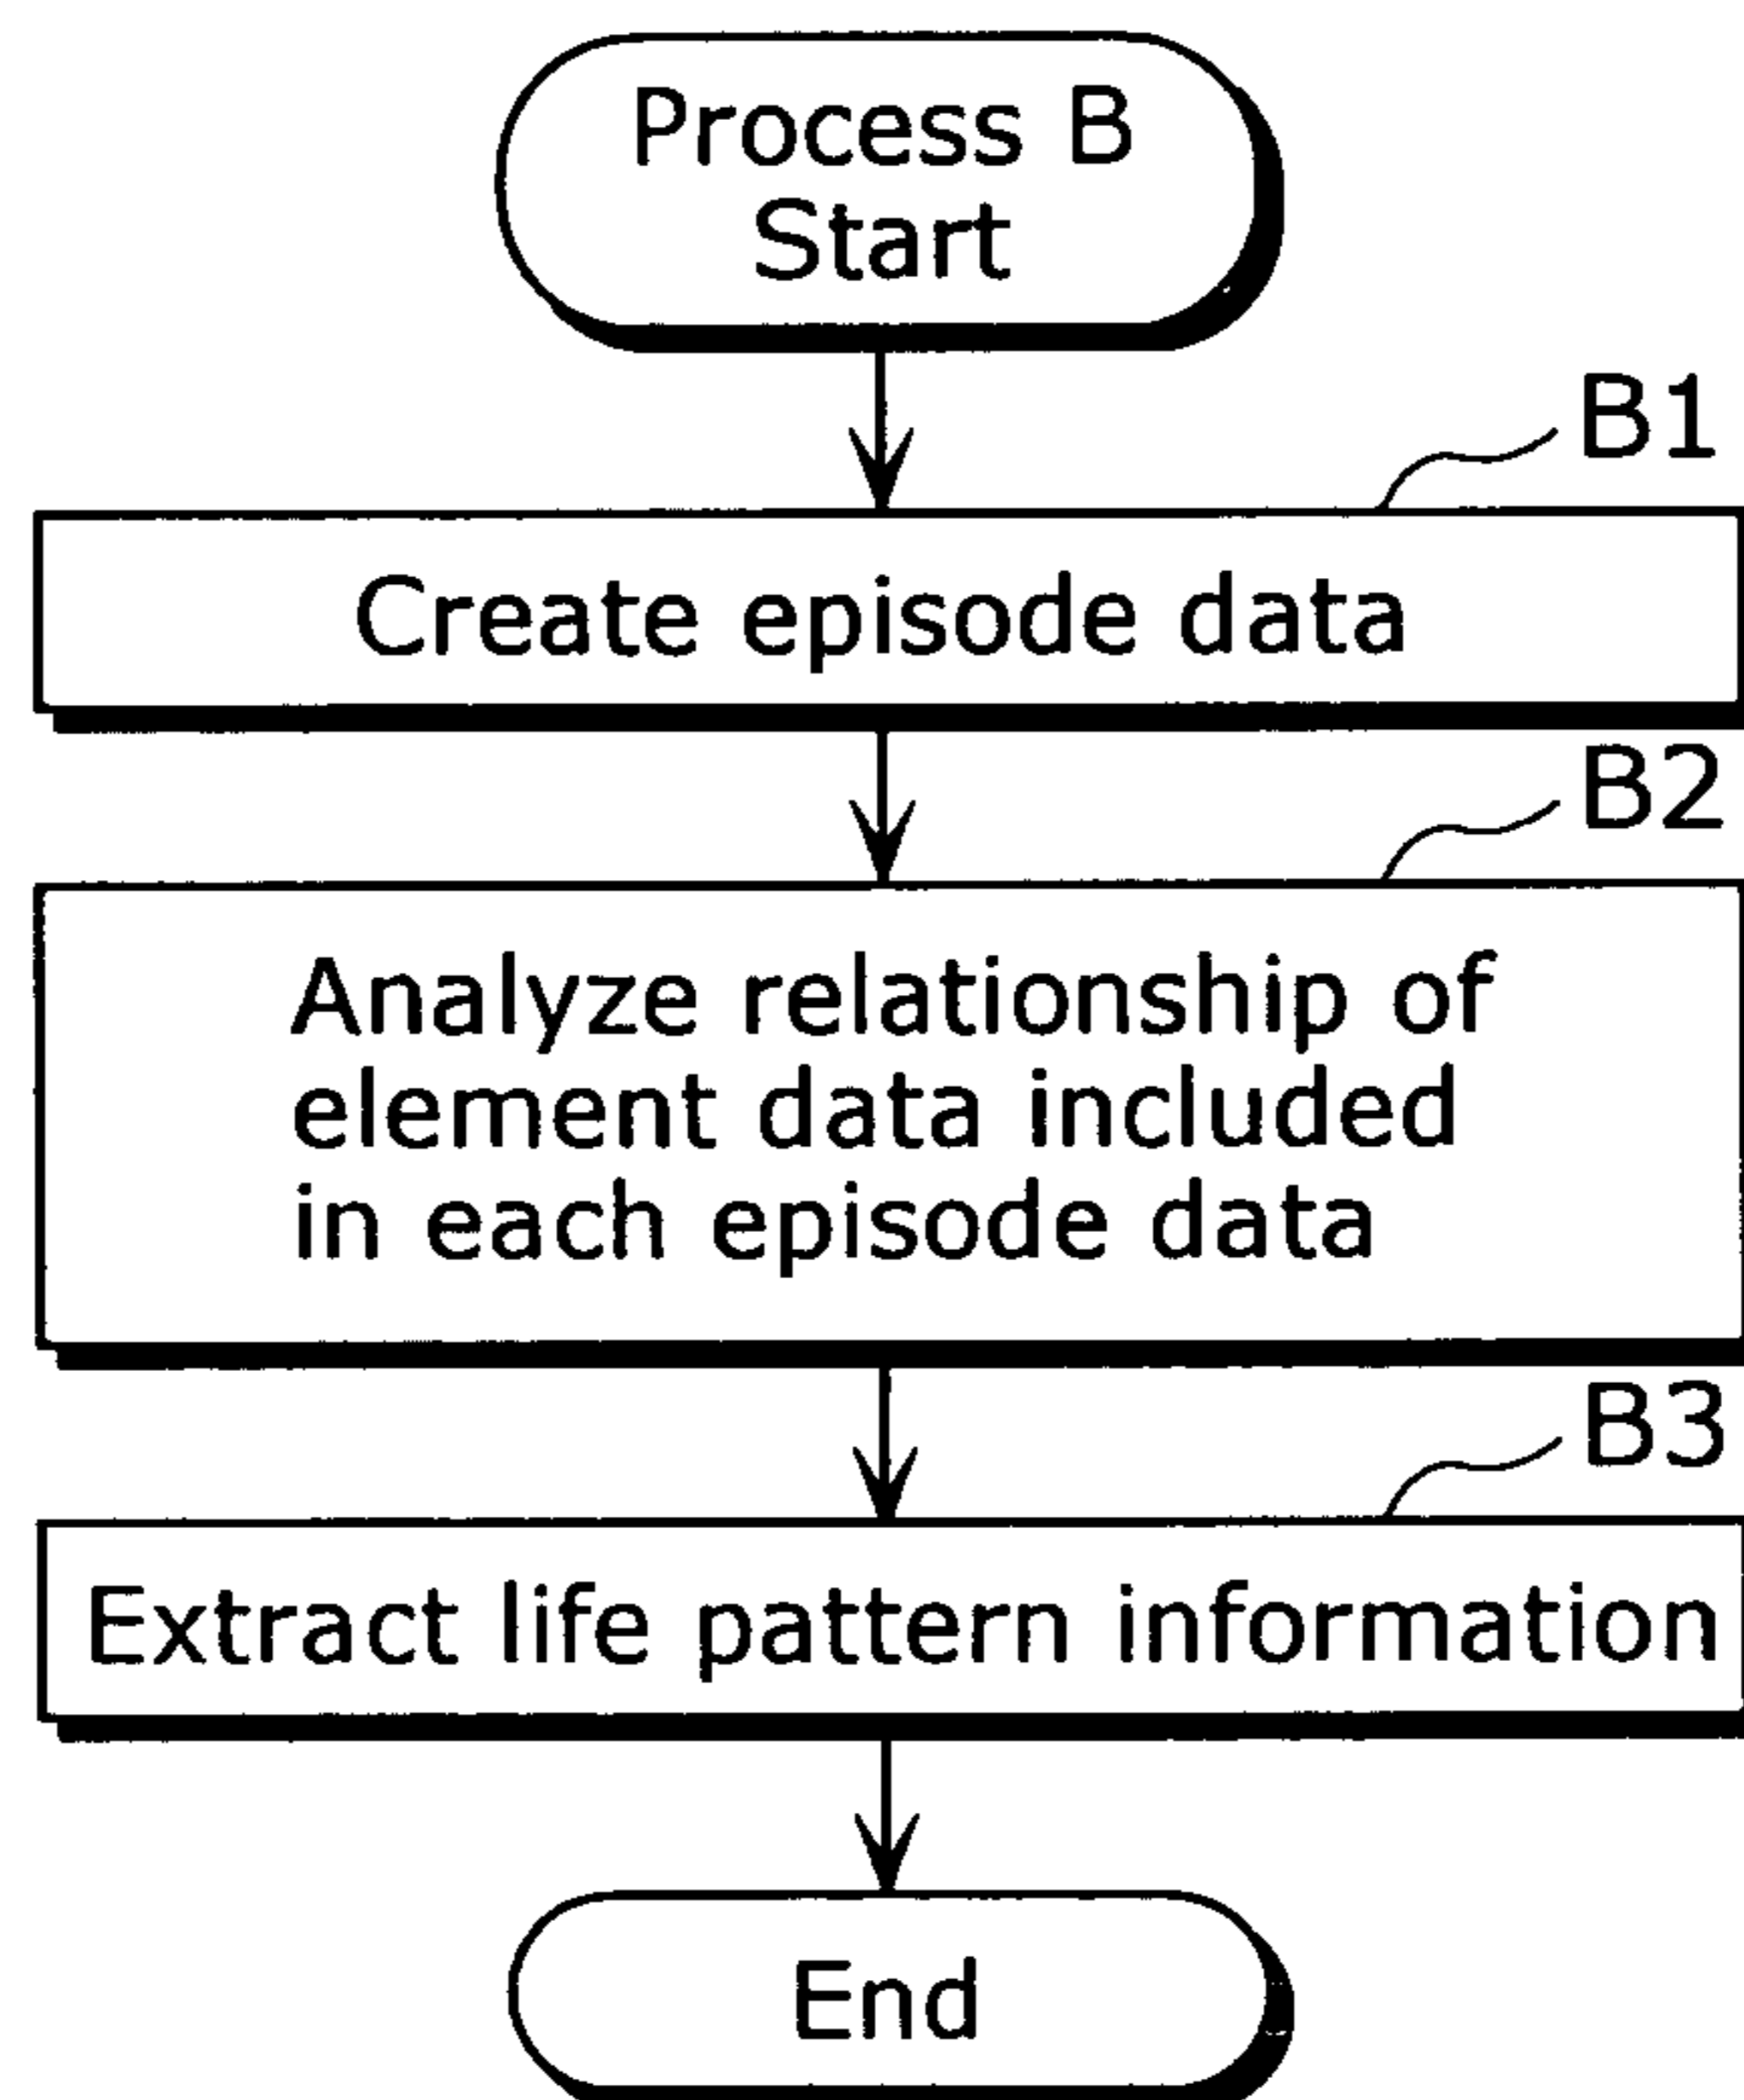 Process B
Start
B1
Create episode data
B2
Analyze relationship of
element data included
in each episode data
B3
Extract life pattern information
End